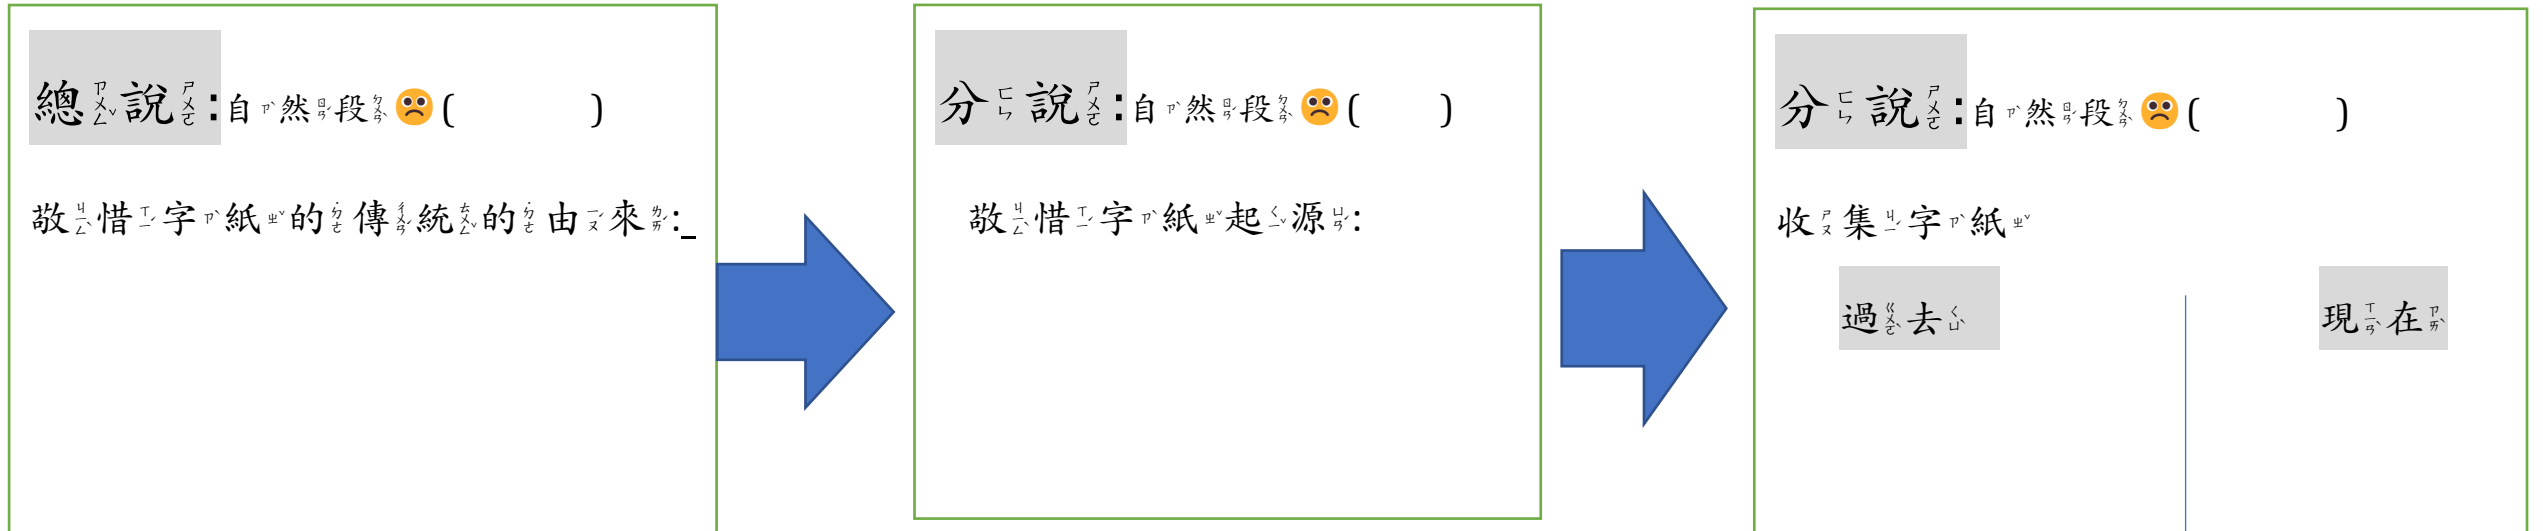 總說:自然段☹(　　　　)
敬惜字紙的傳統的由來:_
分說:自然段☹(　　　)
敬惜字紙起源:
分說:自然段☹(　　　　)
收集字紙
過去
現在